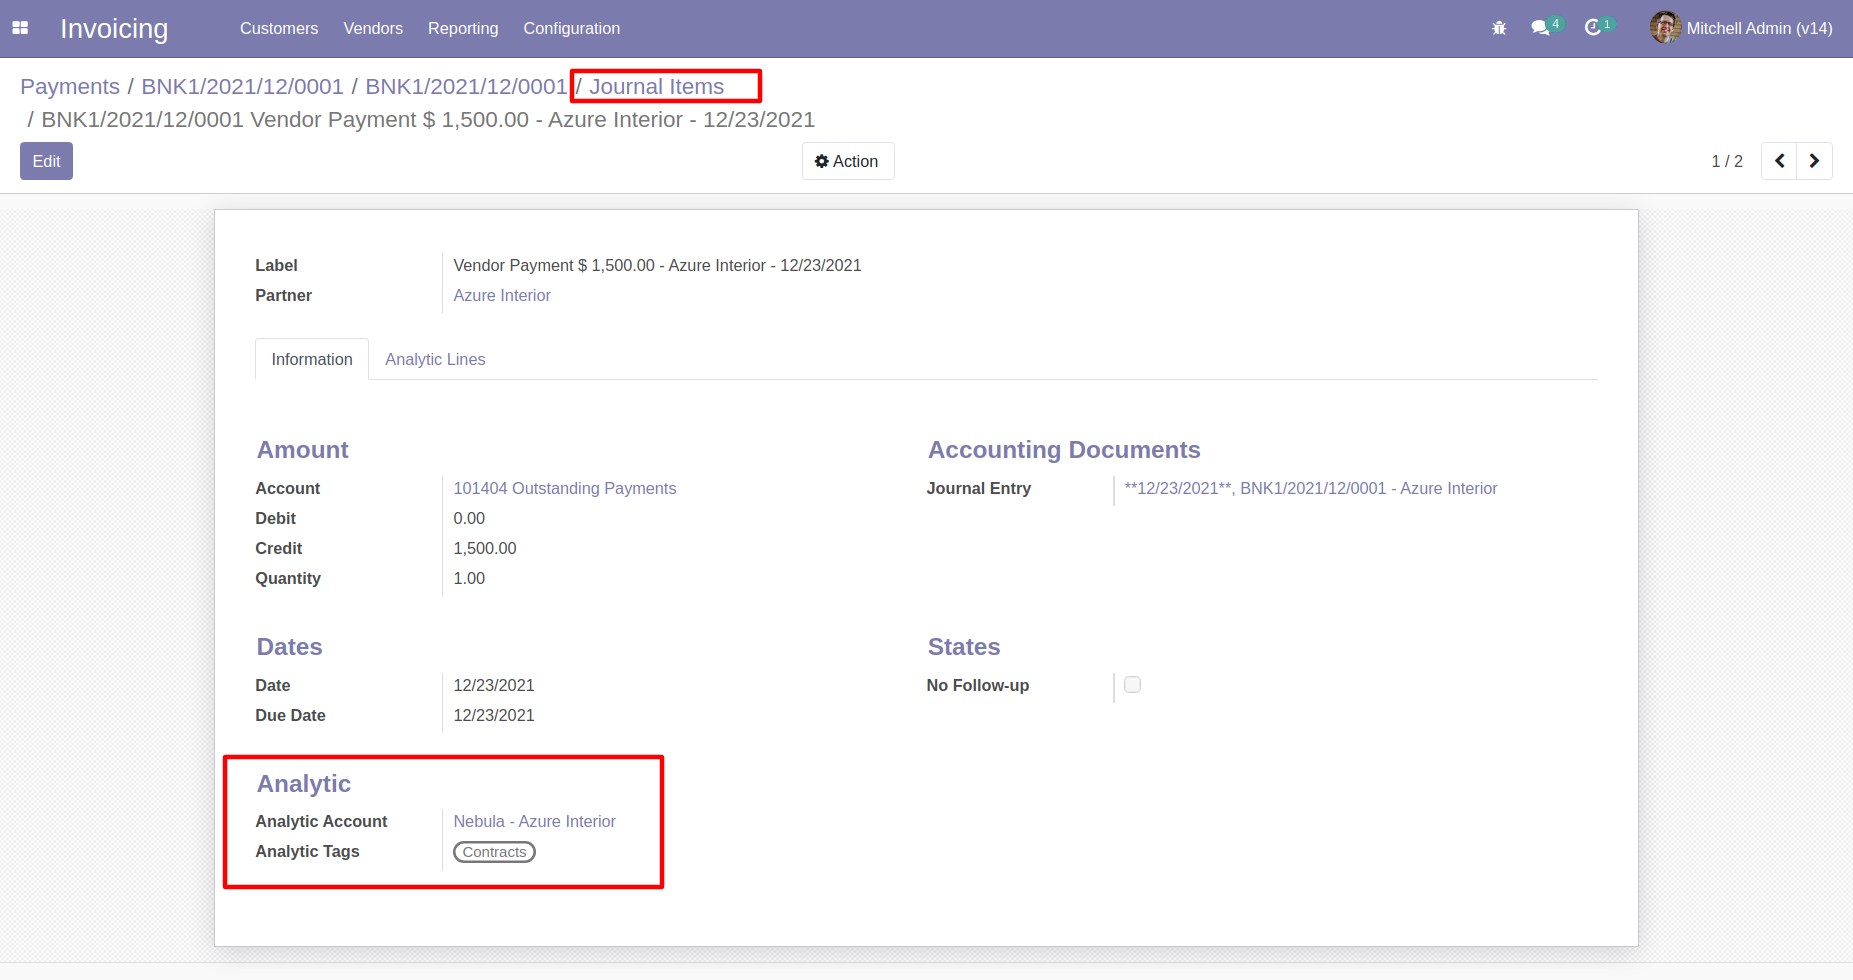 Invoicing Customers Vendors Reporting Configuration 4 1 Mitchell Admin (v14)
Payments / BNK1/2021/12/0001 / BNK1/2021/12/0001 / Journal Items
/ BNK1/2021/12/0001 Vendor Payment $ 1,500.00 - Azure Interior - 12/23/2021
Edit Action 1 / 2
Label Vendor Payment $ 1,500.00 - Azure Interior - 12/23/2021
Partner Azure Interior
Information Analytic Lines
Amount Accounting Documents
Account 101404 Outstanding Payments Journal Entry **12/23/2021**, BNK1/2021/12/0001 - Azure Interior
Debit 0.00
Credit 1,500.00
Quantity 1.00
Dates States
Date 12/23/2021 No Follow-up
Due Date 12/23/2021
Analytic
Analytic Account Nebula - Azure Interior
Analytic Tags Contracts